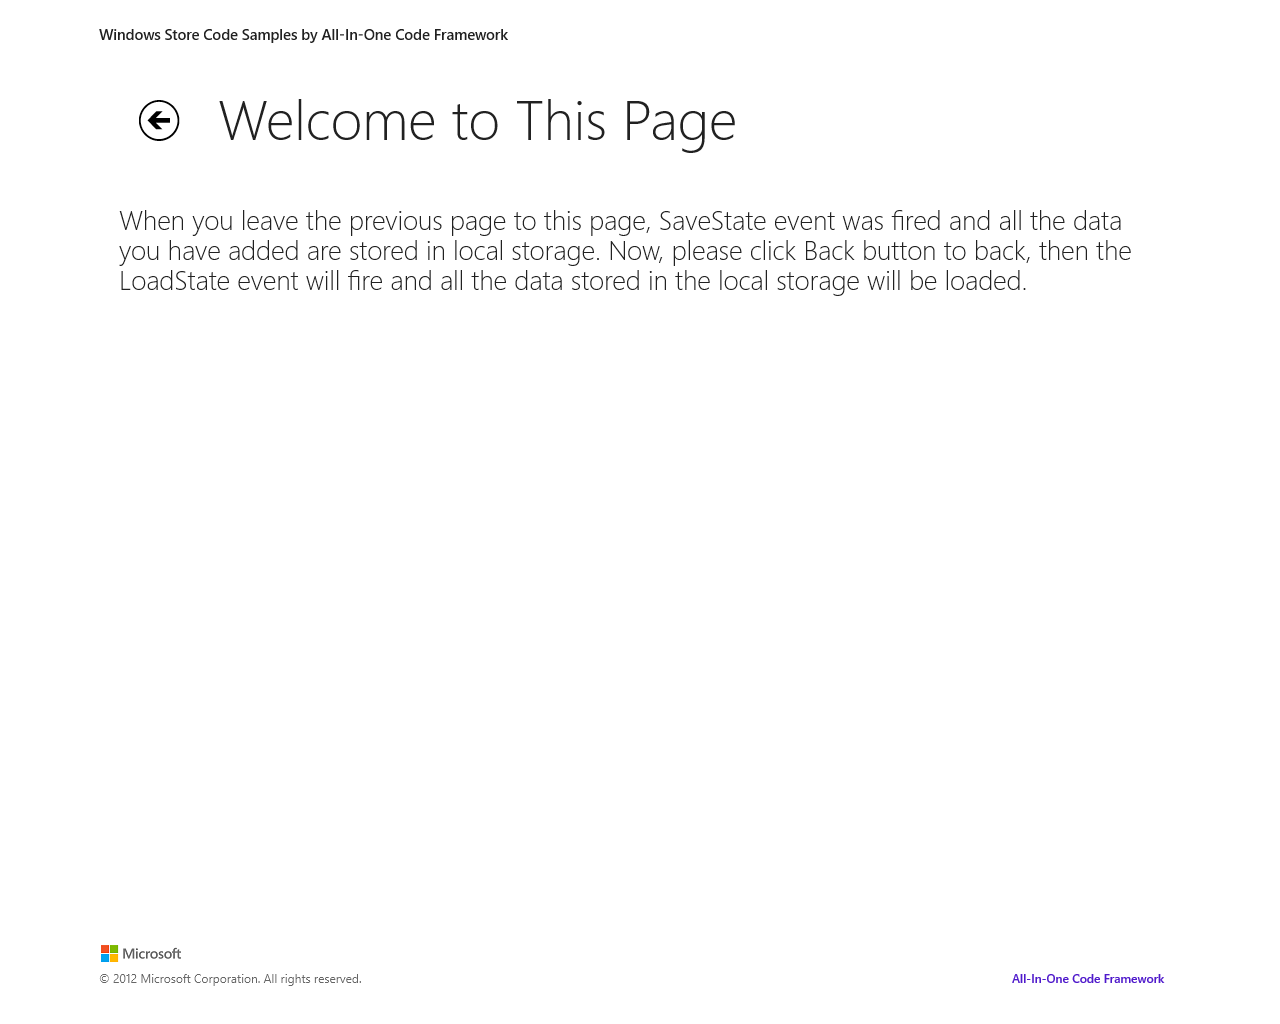 Windows Store Code Samples by All-In-One Code Framework
Welcome to This Page
When you leave the previous page to this page, SaveState event was fired and all the data
you have added are stored in local storage. Now, please click Back button to back, then the
LoadState event will fire and all the data stored in the local storage will be loaded.
Microsoft
© 2012 Microsoft Corporation. All rights reserved.
All-In-One Code Framework